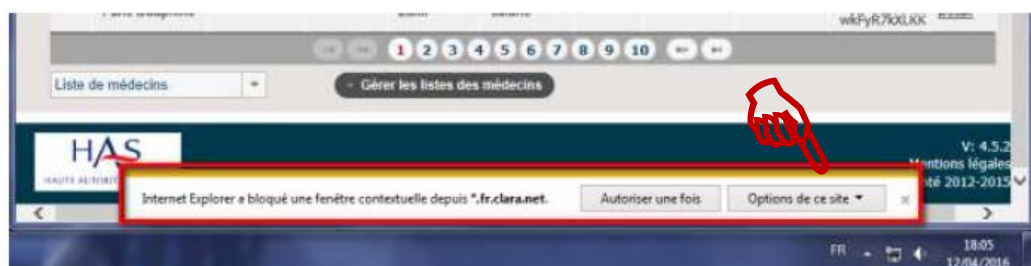 wkFyR7kXLKK
1 2 3 4 5 6 7 8 9 10
Liste de médecins
Gérer les listes des médecins
HAS
V: 4.5.2
Mentions légales
2012-2015
Internet Explorer a bloqué une fenêtre contextuelle depuis *.fr.clara.net.
Autoriser une fois
Options de ce site
FR
18:05
12/04/2016